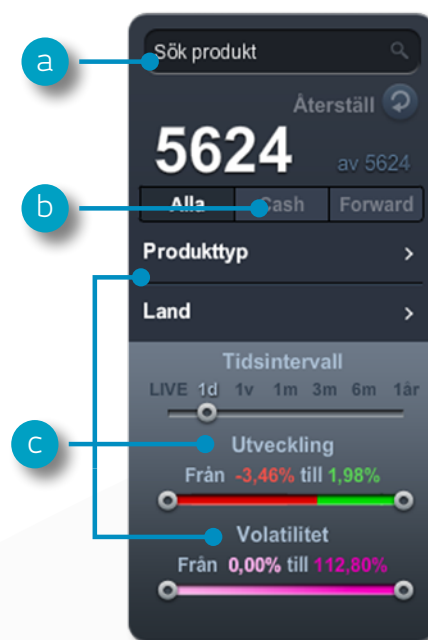 a
Sök produkt
Återställ
5624 av 5624
b
Alla Cash Forward
Produkttyp
Land
Tidsintervall
LIVE 1d 1v 1m 3m 6m 1år
c
Utveckling
Från -3,46% till 1,98%
Volatilitet
Från 0,00% till 112,80%